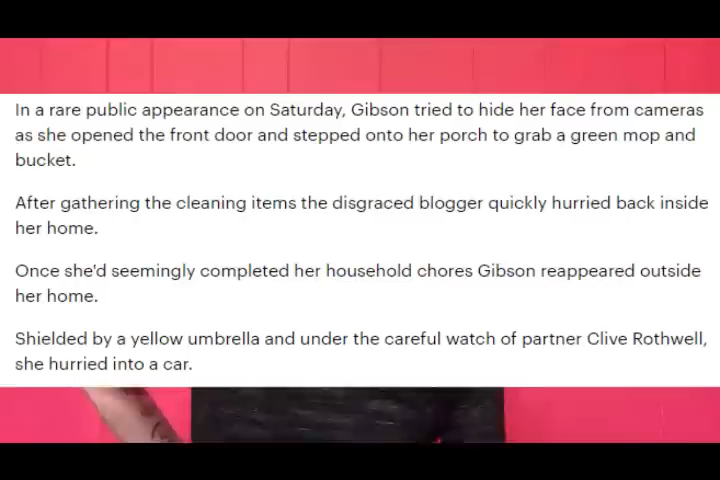 In a rare public appearance on Saturday, Gibson tried to hide her face from cameras
as she opened the front door and stepped onto her porch to grab a green mop and
bucket.
After gathering the cleaning items the disgraced blogger quickly hurried back inside
her home.
Once she'd seemingly completed her household chores Gibson reappeared outside
her home.
Shielded by a yellow umbrella and under the careful watch of partner Clive Rothwell,
she hurried into a car.